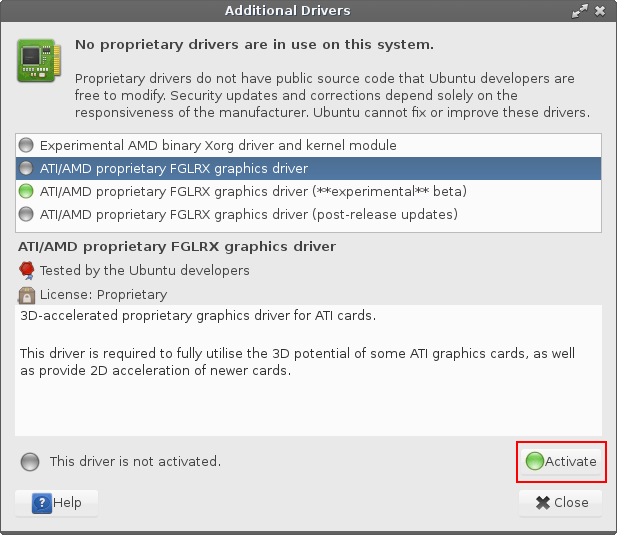 Additional Drivers
No proprietary drivers are in use on this system.
Proprietary drivers do not have public source code that Ubuntu developers are
free to modify. Security updates and corrections depend solely on the
responsiveness of the manufacturer. Ubuntu cannot fix or improve these drivers.
Experimental AMD binary Xorg driver and kernel module
ATI/AMD proprietary FGLRX graphics driver
ATI/AMD proprietary FGLRX graphics driver (**experimental** beta)
ATI/AMD proprietary FGLRX graphics driver (post-release updates)
ATI/AMD proprietary FGLRX graphics driver
Tested by the Ubuntu developers
License: Proprietary
3D-accelerated proprietary graphics driver for ATI cards.
This driver is required to fully utilise the 3D potential of some ATI graphics cards, as well
as provide 2D acceleration of newer cards.
This driver is not activated.
Activate
Help
Close